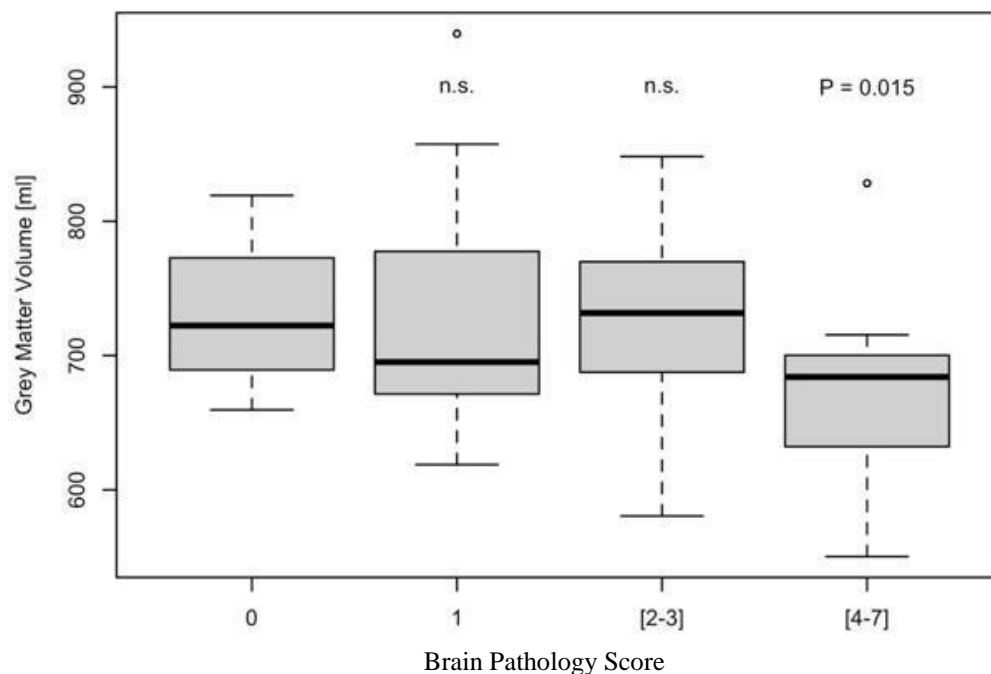 n.s.
n.s.
P = 0.015
Grey Matter Volume [ml]
900
800
700
600
0
1
[2-3]
[4-7]
Brain Pathology Score